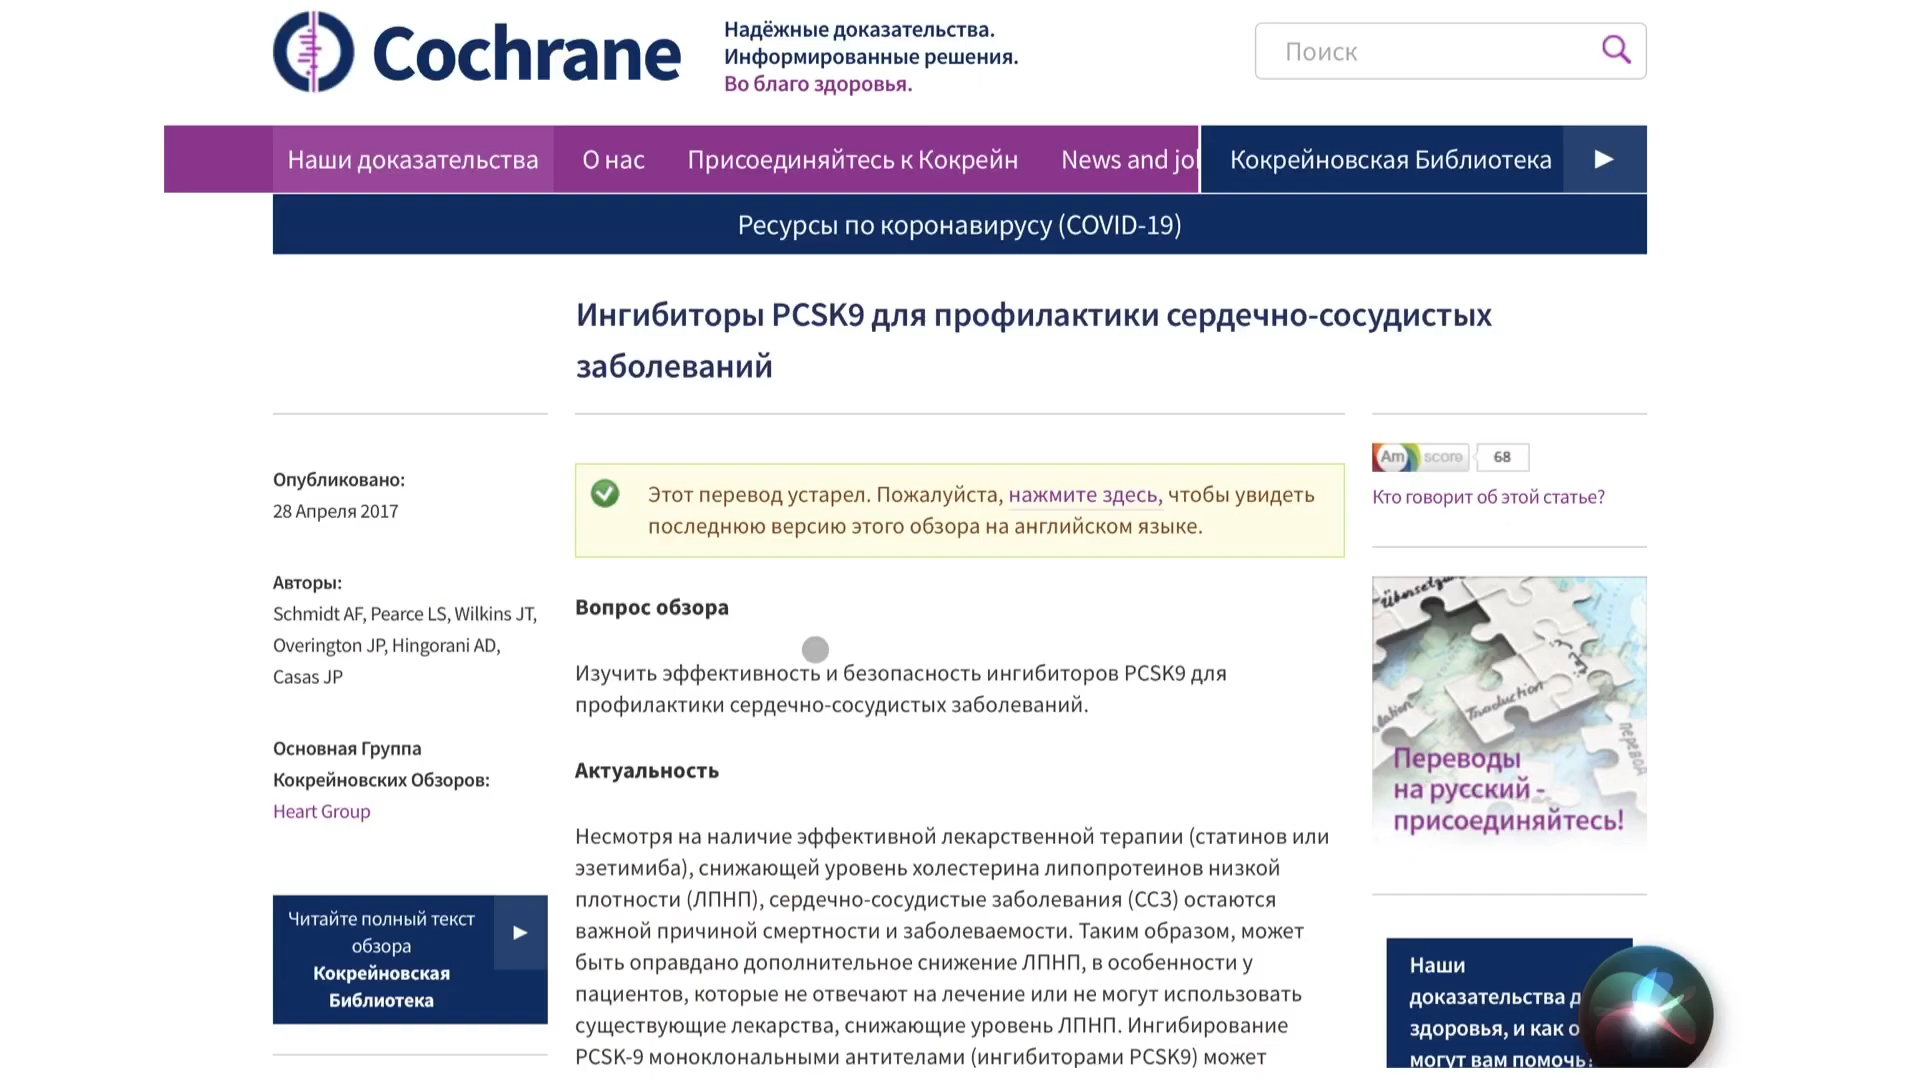 Cochrane
Надёжные доказательства.
Информированные решения.
Во благо здоровья.
Поиск
Наши доказательства
О нас
Присоединяйтесь к Кокрейн
News and jo
Кокрейновская Библиотека
Ресурсы по коронавирусу (COVID-19)
Ингибиторы PCSK9 для профилактики сердечно-сосудистых
заболеваний
Опубликовано:
28 Апреля 2017
Авторы:
Schmidt AF, Pearce LS, Wilkins JT,
Overington JP, Hingorani AD,
Casas JP
Основная Группа
Кокрейновских Обзоров:
Heart Group
Читайте полный текст
обзора
Кокрейновская
Библиотека
Этот перевод устарел. Пожалуйста, нажмите здесь, чтобы увидеть
последнюю версию этого обзора на английском языке.
Вопрос обзора
Изучить эффективность и безопасность ингибиторов PCSK9 для
профилактики сердечно-сосудистых заболеваний.
Актуальность
Несмотря на наличие эффективной лекарственной терапии (статинов или
эзетимиба), снижающей уровень холестерина липопротеинов низкой
плотности (ЛПНП), сердечно-сосудистые заболевания (ССЗ) остаются
важной причиной смертности и заболеваемости. Таким образом, может
быть оправдано дополнительное снижение ЛПНП, в особенности у
пациентов, которые не отвечают на лечение или не могут использовать
существующие лекарства, снижающие уровень ЛПНП. Ингибирование
PCSK-9 моноклональными антителами (ингибиторами PCSK9) может
Am score 68
Кто говорит об этой статье?
Übersetzu
Traduction
перевод
Переводы
на русский -
присоединяйтесь!
Наши
доказательства д
здоровья, и как о
могут вам помочь?